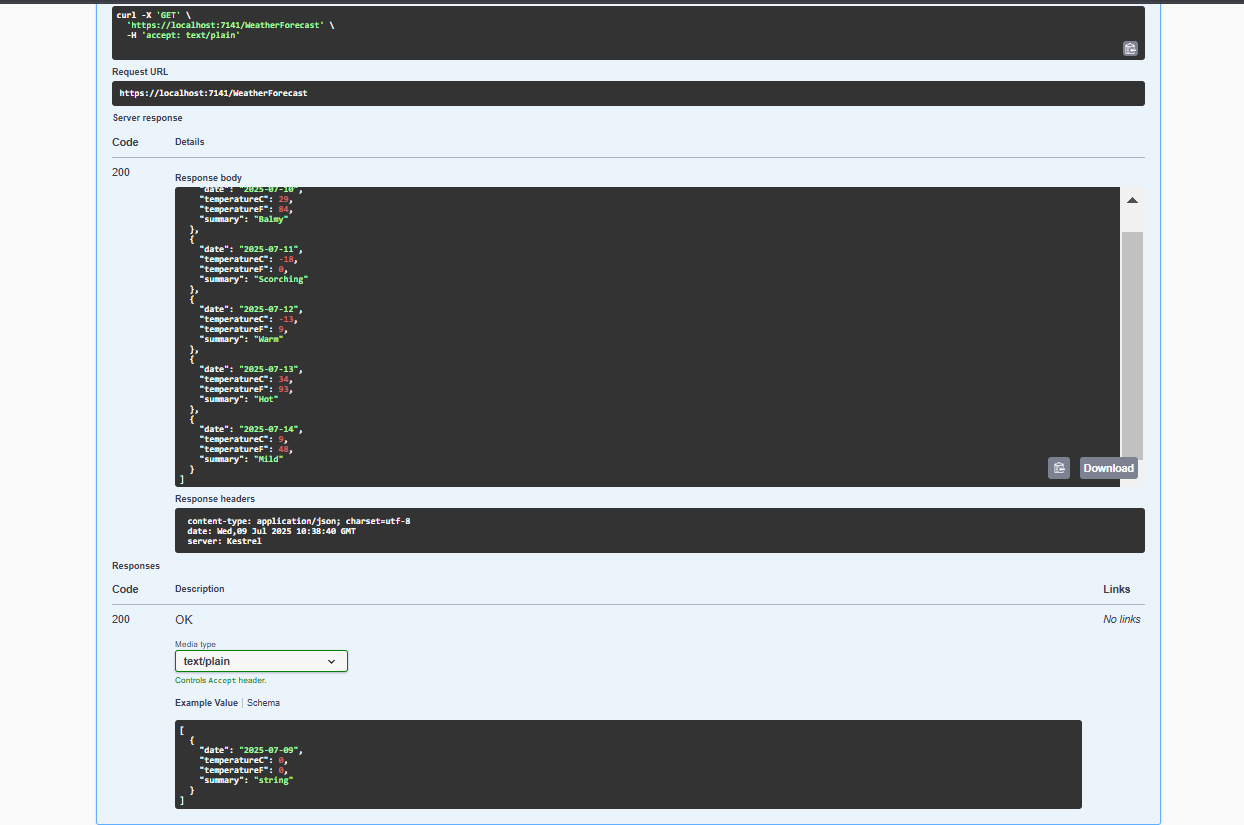 curl -X 'GET' \
  'https://localhost:7141/WeatherForecast' \
  -H 'accept: text/plain'
Request URL
https://localhost:7141/WeatherForecast
Server response
Code Details
200
Response body
    "date": "2025-07-10",
    "temperatureC": 29,
    "temperatureF": 84,
    "summary": "Balmy"
  },
  {
    "date": "2025-07-11",
    "temperatureC": -18,
    "temperatureF": 0,
    "summary": "Scorching"
  },
  {
    "date": "2025-07-12",
    "temperatureC": -13,
    "temperatureF": 9,
    "summary": "Warm"
  },
  {
    "date": "2025-07-13",
    "temperatureC": 34,
    "temperatureF": 93,
    "summary": "Hot"
  },
  {
    "date": "2025-07-14",
    "temperatureC": 9,
    "temperatureF": 48,
    "summary": "Mild"
  }
]
Download
Response headers
content-type: application/json; charset=utf-8
date: Wed,09 Jul 2025 10:38:40 GMT
server: Kestrel
Responses
Code Description Links
200 OK No links
Media type
text/plain
Controls Accept header.
Example Value | Schema
[
  {
    "date": "2025-07-09",
    "temperatureC": 0,
    "temperatureF": 0,
    "summary": "string"
  }
]